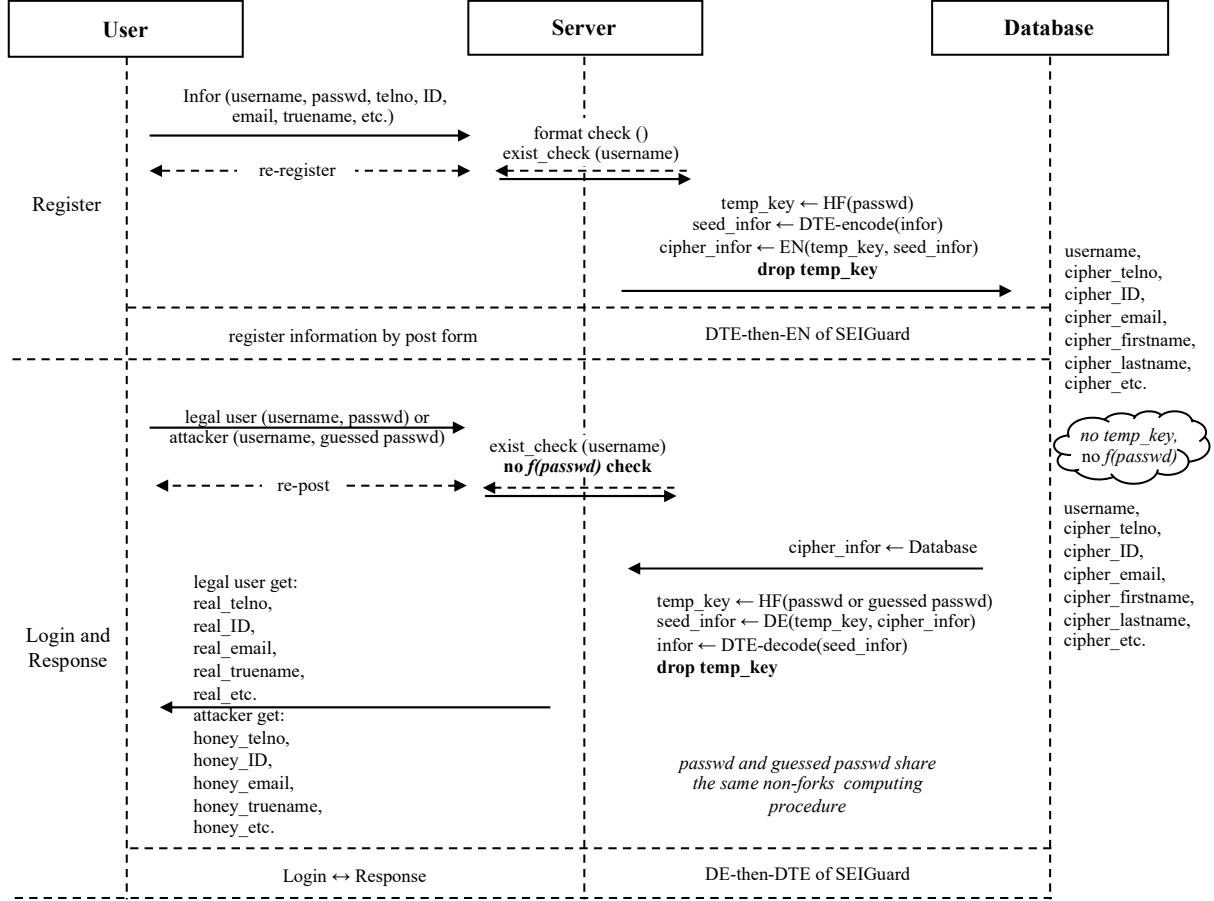 User
Server
Database
Infor (username, passwd, telno, ID,
email, truename, etc.)
format check ()
exist_check (username)
re-register
Register
temp_key ← HF(passwd)
seed_infor ← DTE-encode(infor)
cipher_infor ← EN(temp_key, seed_infor)
drop temp_key
username,
cipher_telno,
cipher_ID,
cipher_email,
cipher_firstname,
cipher_lastname,
cipher_etc.
register information by post form
DTE-then-EN of SEIGuard
legal user (username, passwd) or
attacker (username, guessed passwd)
exist_check (username)
no f(passwd) check
re-post
no temp_key,
no f(passwd)
username,
cipher_telno,
cipher_ID,
cipher_email,
cipher_firstname,
cipher_lastname,
cipher_etc.
cipher_infor ← Database
Login and
Response
legal user get:
real_telno,
real_ID,
real_email,
real_truename,
real_etc.
attacker get:
honey_telno,
honey_ID,
honey_email,
honey_truename,
honey_etc.
temp_key ← HF(passwd or guessed passwd)
seed_infor ← DE(temp_key, cipher_infor)
infor ← DTE-decode(seed_infor)
drop temp_key
passwd and guessed passwd share
the same non-forks computing
procedure
Login ↔ Response
DE-then-DTE of SEIGuard